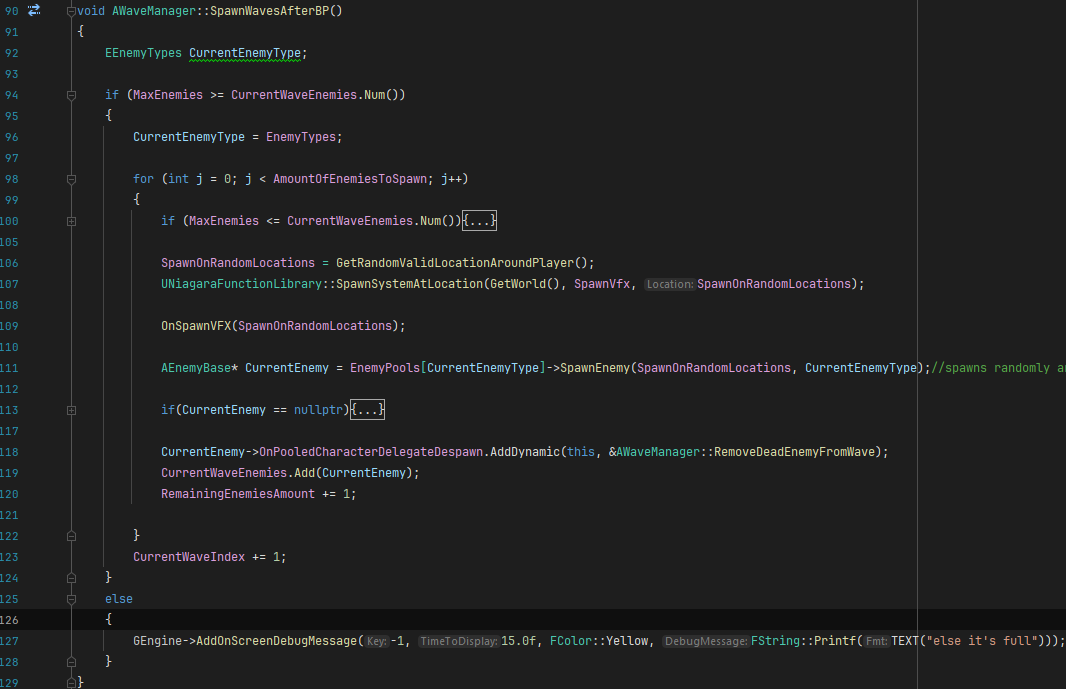 90 void AWaveManager::SpawnWavesAfterBP()
91 {
92 EEnemyTypes CurrentEnemyType;
93
94 if (MaxEnemies >= CurrentWaveEnemies.Num())
95 {
96 CurrentEnemyType = EnemyTypes;
97
98 for (int j = 0; j < AmountOfEnemiesToSpawn; j++)
99 {
100 if (MaxEnemies <= CurrentWaveEnemies.Num()){...}
105
106 SpawnOnRandomLocations = GetRandomValidLocationAroundPlayer();
107 UNiagaraFunctionLibrary::SpawnSystemAtLocation(GetWorld(), SpawnVfx, Location: SpawnOnRandomLocations);
108
109 OnSpawnVFX(SpawnOnRandomLocations);
110
111 AEnemyBase* CurrentEnemy = EnemyPools[CurrentEnemyType]->SpawnEnemy(SpawnOnRandomLocations, CurrentEnemyType);//spawns randomly
112
113 if(CurrentEnemy == nullptr){...}
117
118 CurrentEnemy->OnPooledCharacterDelegateDespawn.AddDynamic(this, &AWaveManager::RemoveDeadEnemyFromWave);
119 CurrentWaveEnemies.Add(CurrentEnemy);
120 RemainingEnemiesAmount += 1;
121
122 }
123 CurrentWaveIndex += 1;
124 }
125 else
126 {
127 GEngine->AddOnScreenDebugMessage(Key: -1, TimeToDisplay: 15.0f, FColor::Yellow, DebugMessage: FString::Printf(Fmt: TEXT("else it's full")));
128 }
129 }